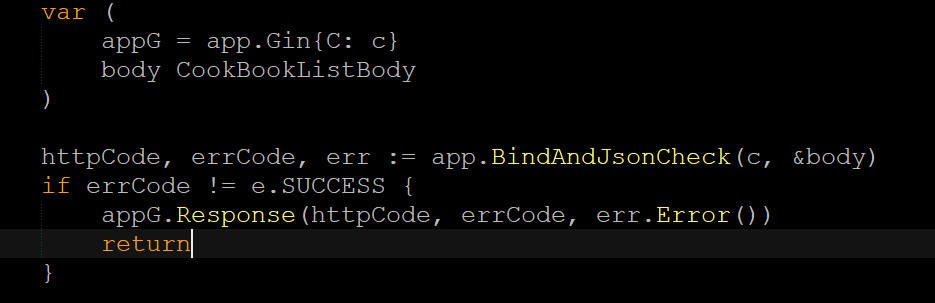 var (
appG = app.Gin{C: c}
body CookBookListBody
)
httpCode, errCode, err := app.BindAndJsonCheck(c, &body)
if errCode != e.SUCCESS {
appG.Response(httpCode, errCode, err.Error())
return
}